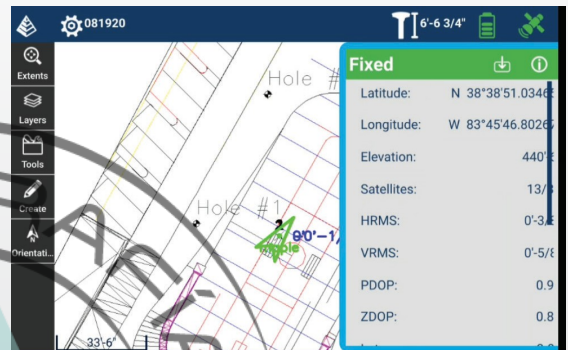 081920
6'-6 3/4"
Extents
Layers
Tools
Create
Orientati...
Hole #
Hole #1
2
33'-6"
Fixed
Latitude: N 38°38'51.0346
Longitude: W 83°45'46.8026
Elevation: 440'
Satellites: 13/
HRMS: 0'-3/
VRMS: 0'-5/8
PDOP: 0.9
ZDOP: 0.8